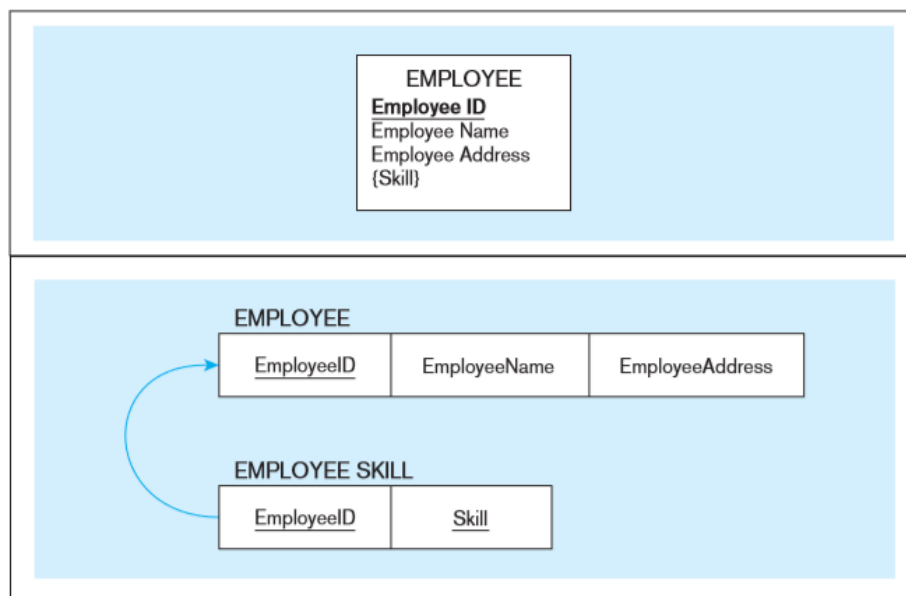 EMPLOYEE
Employee ID
Employee Name
Employee Address
{Skill}
EMPLOYEE
EmployeeID EmployeeName EmployeeAddress
EMPLOYEE SKILL
EmployeeID Skill